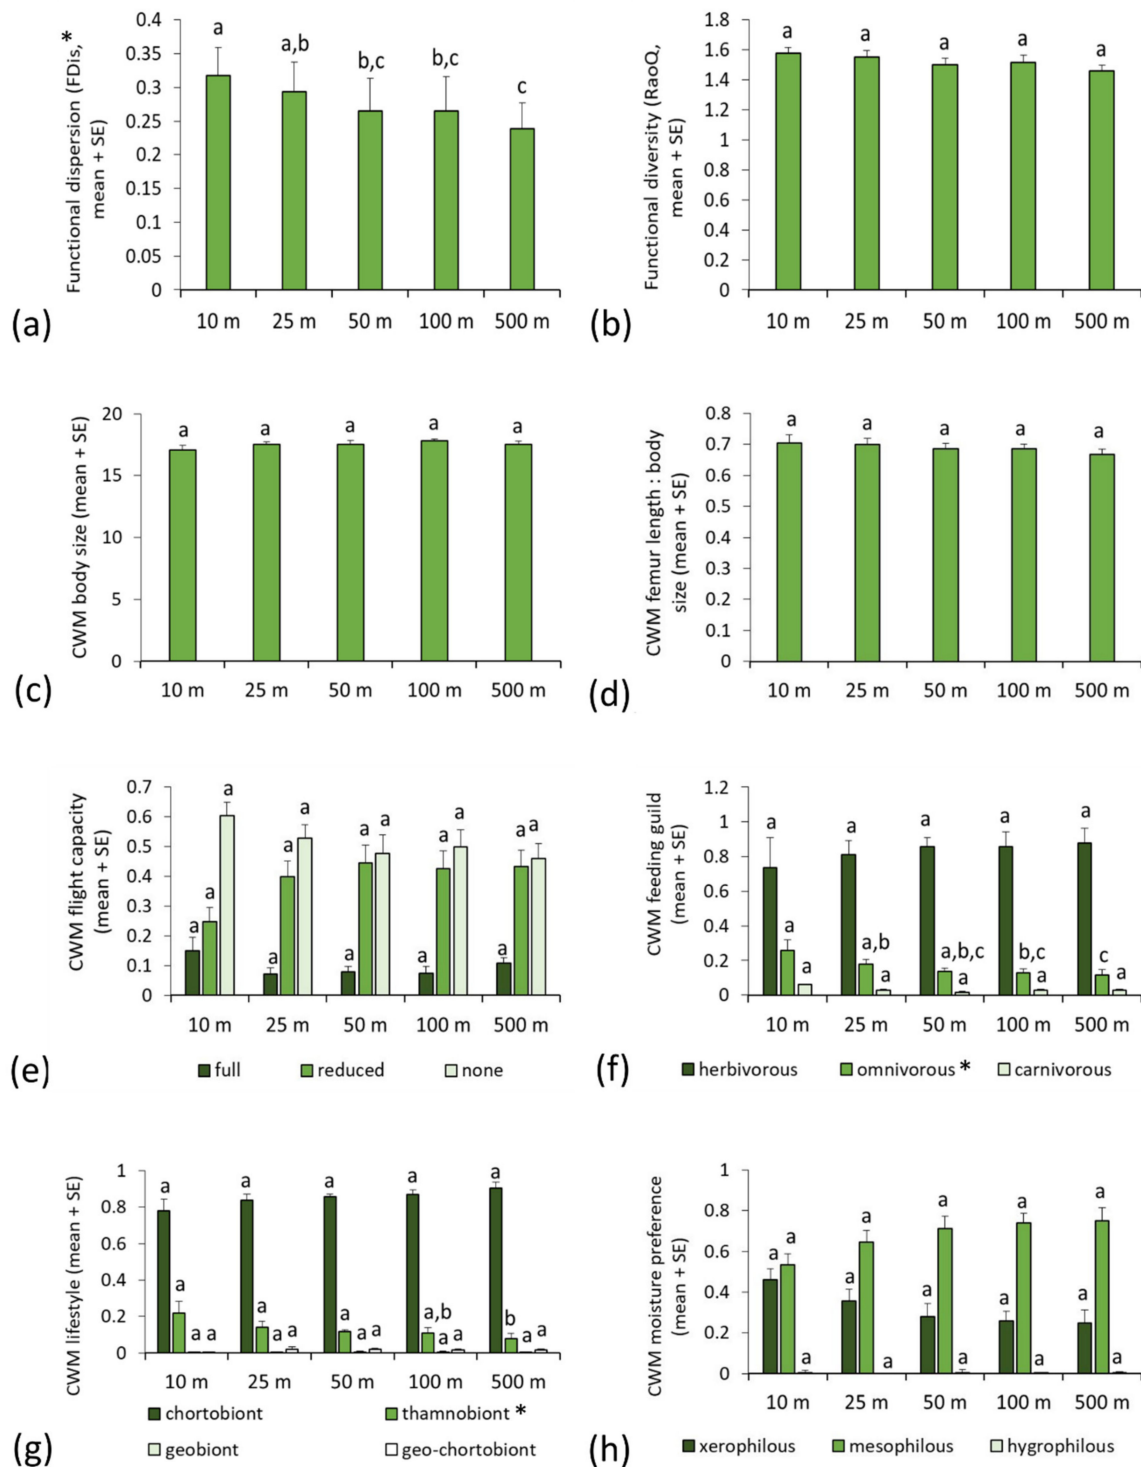 Functional dispersion (FDis,*
mean + SE)
0.4
0.35
0.3
0.25
0.2
0.15
0.1
0.05
0
a a,b b,c b,c c
10 m 25 m 50 m 100 m 500 m
(a)
Functional diversity (RaoQ,
mean + SE)
1.8
1.6
1.4
1.2
1
0.8
0.6
0.4
0.2
0
a a a a a
10 m 25 m 50 m 100 m 500 m
(b)
CWM body size (mean + SE)
20
15
10
5
0
a a a a a
10 m 25 m 50 m 100 m 500 m
(c)
CWM femur length : body
size (mean + SE)
0.8
0.7
0.6
0.5
0.4
0.3
0.2
0.1
0
a a a a a
10 m 25 m 50 m 100 m 500 m
(d)
CWM flight capacity
(mean + SE)
0.7
0.6
0.5
0.4
0.3
0.2
0.1
0
a a a a a a a a a a a a a a a
10 m 25 m 50 m 100 m 500 m
(e)
full reduced none
CWM feeding guild
(mean + SE)
1.2
1
0.8
0.6
0.4
0.2
0
a a a a a,b a a a,b,c a a b,c a a c a
10 m 25 m 50 m 100 m 500 m
(f)
herbivorous omnivorous * carnivorous
CWM lifestyle (mean + SE)
1
0.8
0.6
0.4
0.2
0
a a a a a a a a a a a a a a,b a a a b a a
10 m 25 m 50 m 100 m 500 m
chortobiont thamnobiont *
geobiont geo-chortobiont
(g)
CWM moisture preference
(mean + SE)
1
0.8
0.6
0.4
0.2
0
a a a a a a a a a a a a a a a
10 m 25 m 50 m 100 m 500 m
(h)
xerophilous mesophilous hygrophilous